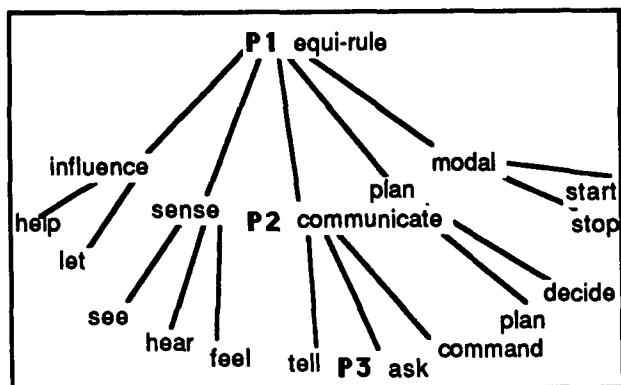 P1 equi-rule
influence
modal
help
let
sense
plan
start
stop
P2 communicate
see
hear
feel
tell
P3 ask
command
plan
decide